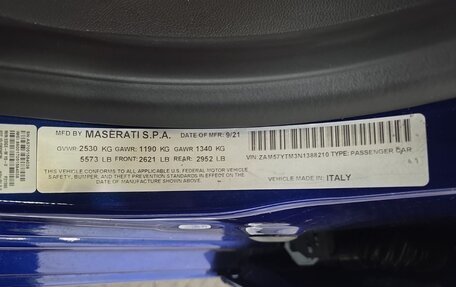 MFD BY MASERATI S.P.A. DATE OF MFR: 9/21
GVWR: 2530 KG GAWR: 1190 KG GAWR: 1340 KG
5573 LB FRONT: 2621 LB REAR: 2952 LB
THIS VEHICLE CONFORMS TO ALL APPLICABLE U.S. FEDERAL MOTOR VEHICLE
SAFETY, BUMPER, AND THEFT PREVENTION STANDARDS IN EFFECT ON THE
DATE OF MANUFACTURE SHOWN ABOVE.
VIN: ZAM57YTM3N1388210 TYPE: PASSENGER CAR
VEHICLE MADE IN: ITALY